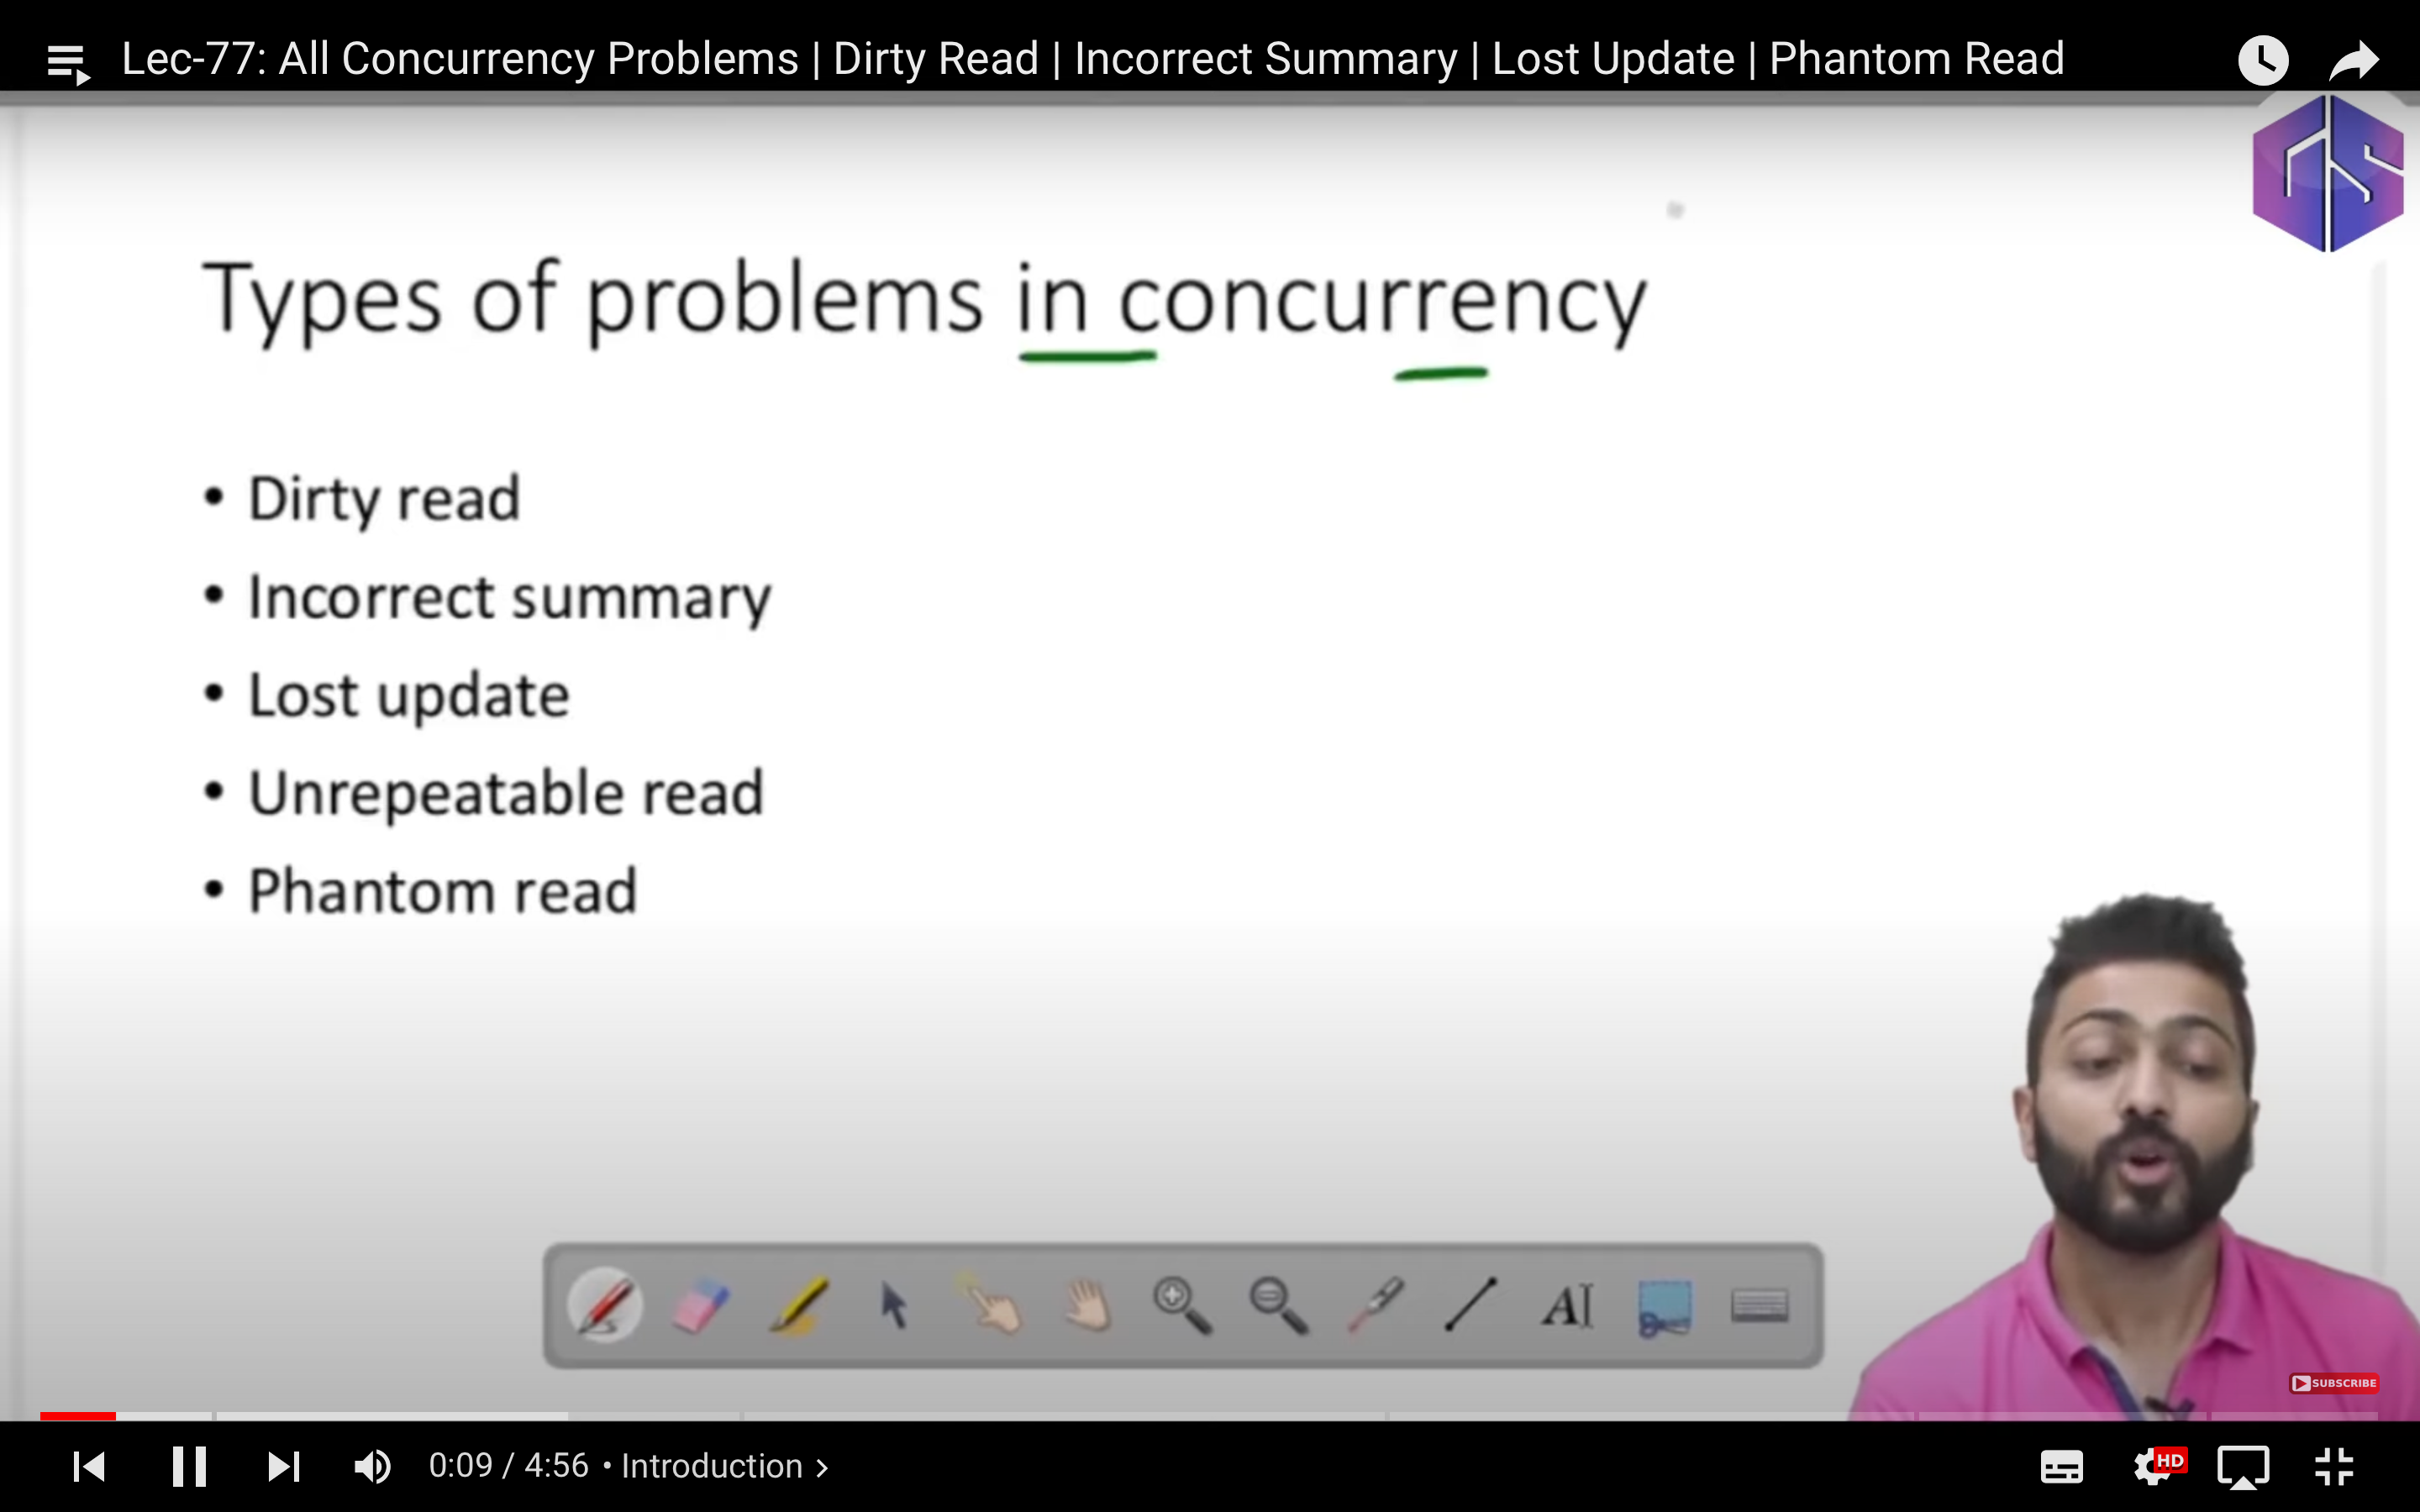 Lec-77: All Concurrency Problems | Dirty Read | Incorrect Summary | Lost Update | Phantom Read
Types of problems in concurrency
• Dirty read
• Incorrect summary
• Lost update
• Unrepeatable read
• Phantom read
AI
SUBSCRIBE
0:09 / 4:56 • Introduction >
HD